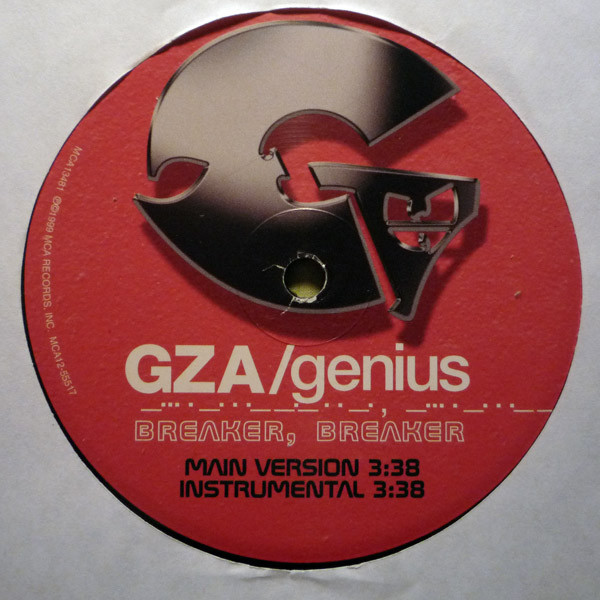 GZA/genius
BREAKER, BREAKER
MAIN VERSION 3:38
INSTRUMENTAL 3:38
MCA13481 ℗©1999 MCA RECORDS, INC. MCA12-55517